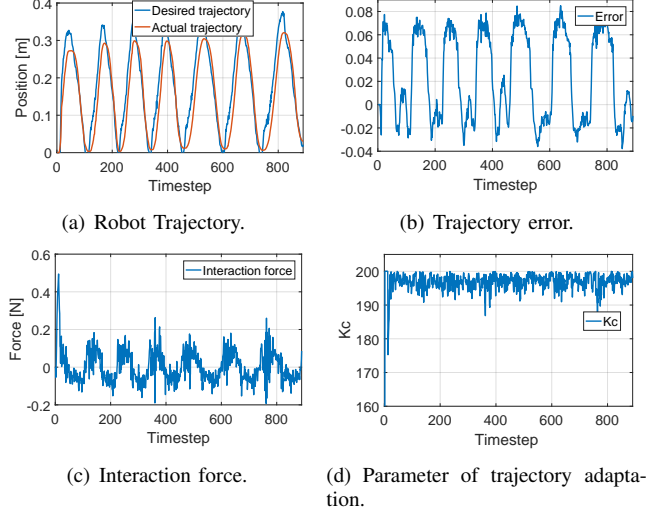 Desired trajectory
Actual trajectory
Position [m]
0.4
0.3
0.2
0.1
0
0 200 400 600 800
Timestep
(a) Robot Trajectory.
Error
0.08
0.06
0.04
0.02
0
-0.02
-0.04
0 200 400 600 800
Timestep
(b) Trajectory error.
Interaction force
Force [N]
0.6
0.4
0.2
0
-0.2
0 200 400 600 800
Timestep
(c) Interaction force.
Kc
Kc
200
190
180
170
160
200 400 600 800
Timestep
(d) Parameter of trajectory adapta-
tion.